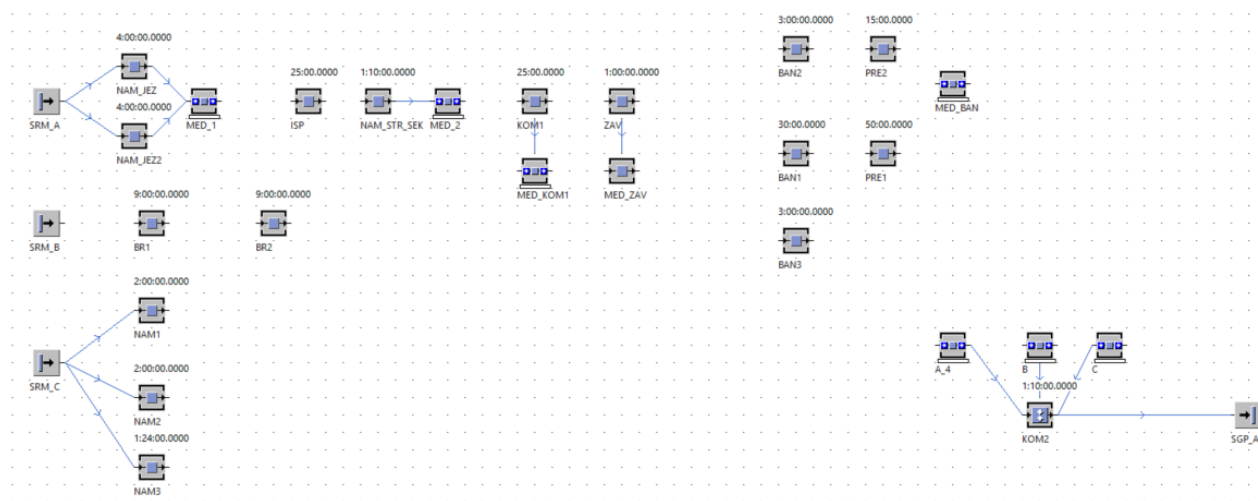 3:00:00.0000 15:00.0000
4:00:00.0000
BAN2 PRE2
25:00.0000 1:10:00.0000 25:00.0000 1:00:00.0000
NAM_JEZ
4:00:00.0000
SRM_A MED_1 ISP NAM_STR_SEK MED_2 KOM1 ZAV MED_BAN
30:00.0000 50:00.0000
NAM_JEZ2
BAN1 PRE1
9:00:00.0000 9:00:00.0000 MED_KOM1 MED_ZAV
3:00:00.0000
SRM_B BR1 BR2
BAN3
2:00:00.0000
NAM1
2:00:00.0000
SRM_C A_4 B C
1:10:00.0000
NAM2
1:24:00.0000 KOM2 SGP_A
NAM3